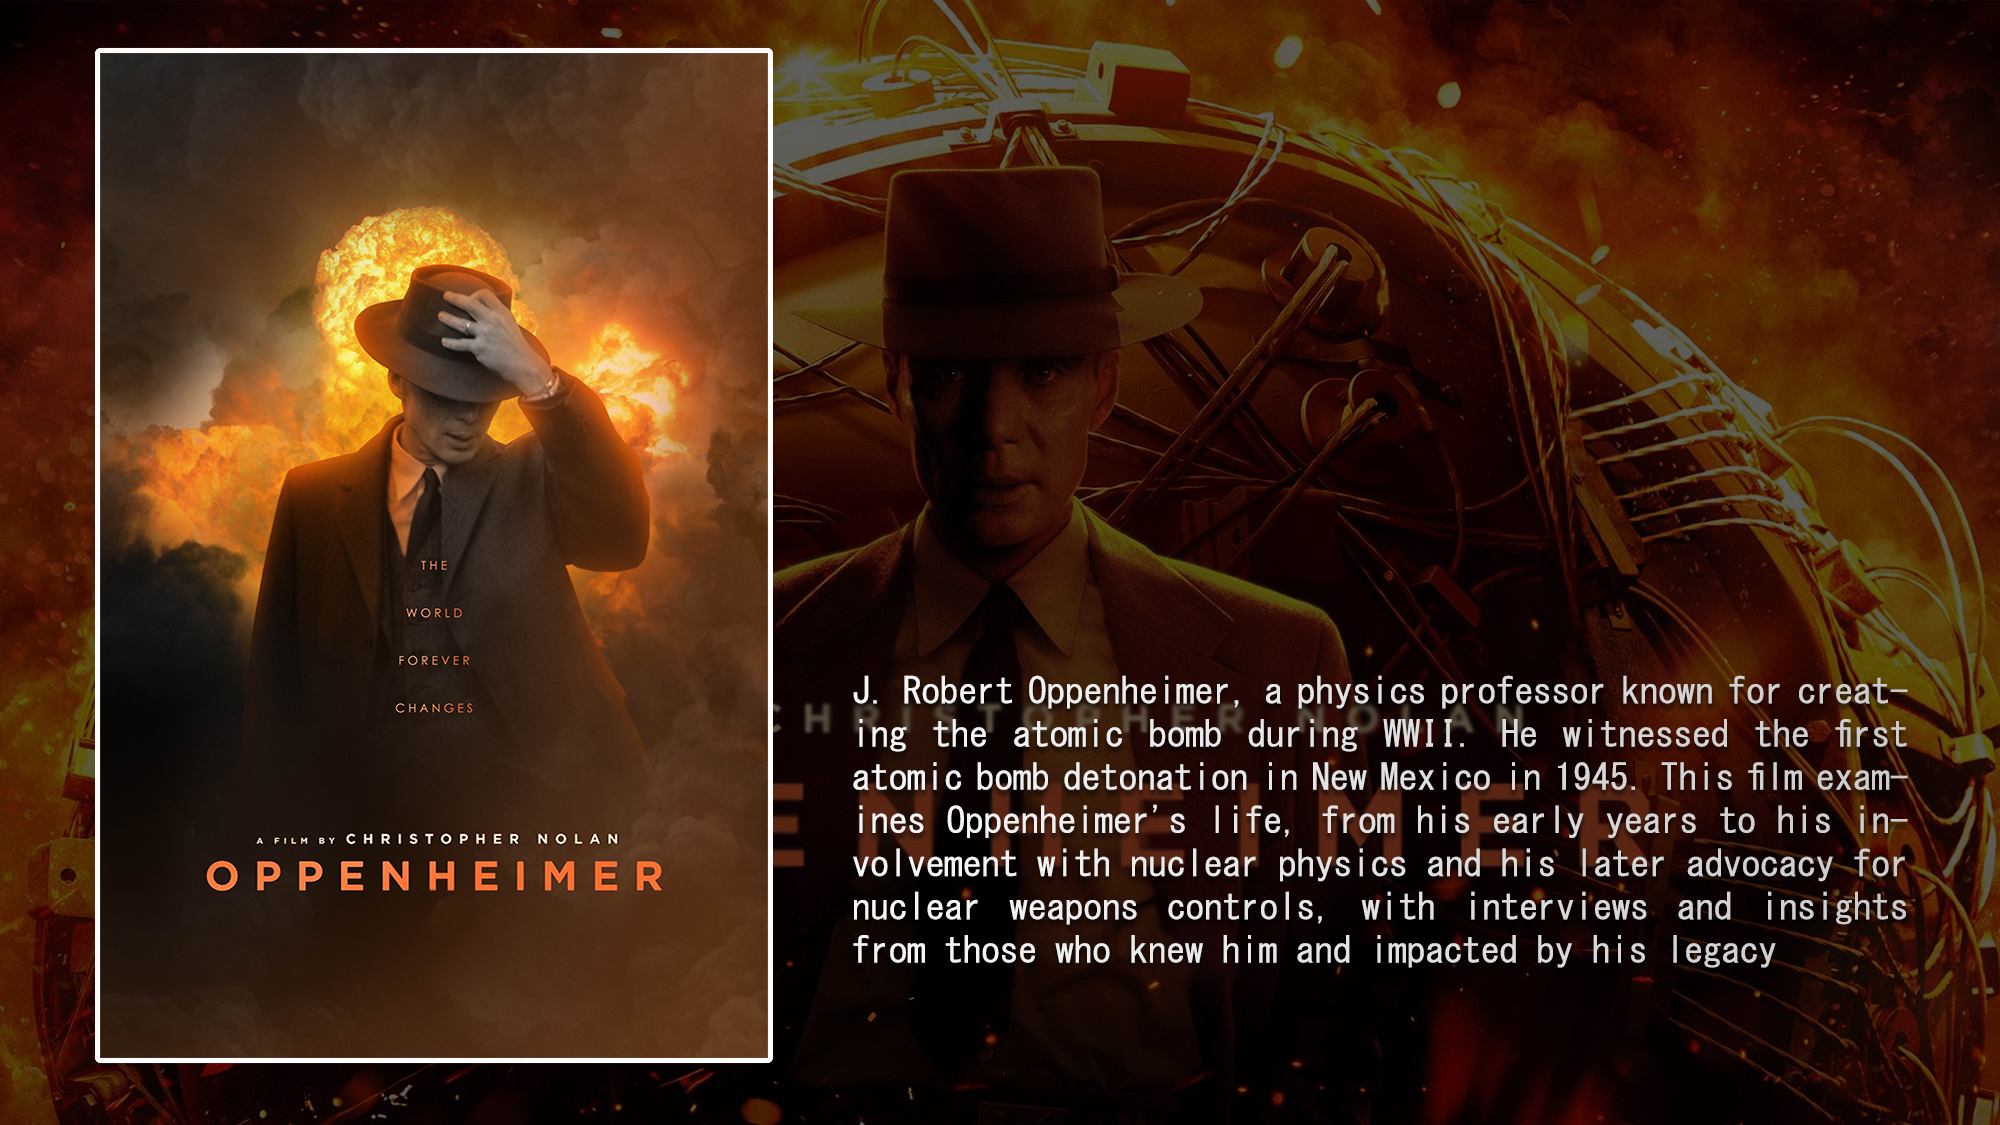 THE
WORLD
FOREVER
CHANGES
A FILM BY CHRISTOPHER NOLAN
OPPENHEIMER
CHRISTOPHER NOLAN
ENHEIMER
J. Robert Oppenheimer, a physics professor known for creat-
ing the atomic bomb during WWII. He witnessed the first
atomic bomb detonation in New Mexico in 1945. This film exam-
ines Oppenheimer's life, from his early years to his in-
volvement with nuclear physics and his later advocacy for
nuclear weapons controls, with interviews and insights
from those who knew him and impacted by his legacy